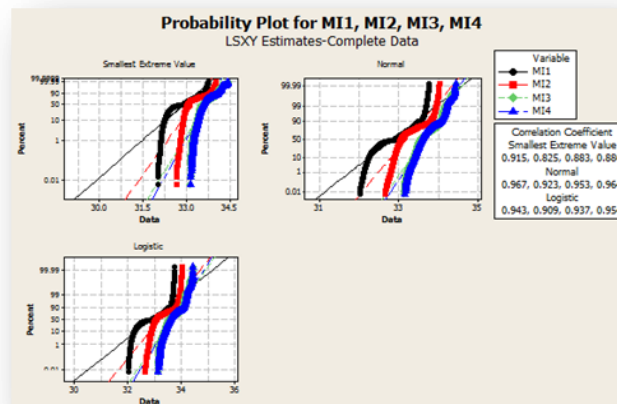 Probability Plot for MI1, MI2, MI3, MI4
LSXY Estimates-Complete Data
Smallest Extreme Value
99.9999
90
50
1
0.01
Percent
30.0 31.5 33.0 34.5
Data
Normal
99.99
99
90
50
10
1
0.01
Percent
31 33 35
Data
Variable
MI1
MI2
MI3
MI4
Correlation Coefficient
Smallest Extreme Value
0.915, 0.825, 0.883, 0.88
Normal
0.967, 0.923, 0.953, 0.96
Logistic
0.943, 0.909, 0.937, 0.95
Logistic
99.99
99
90
50
10
1
0.01
Percent
30 32 34 36
Data